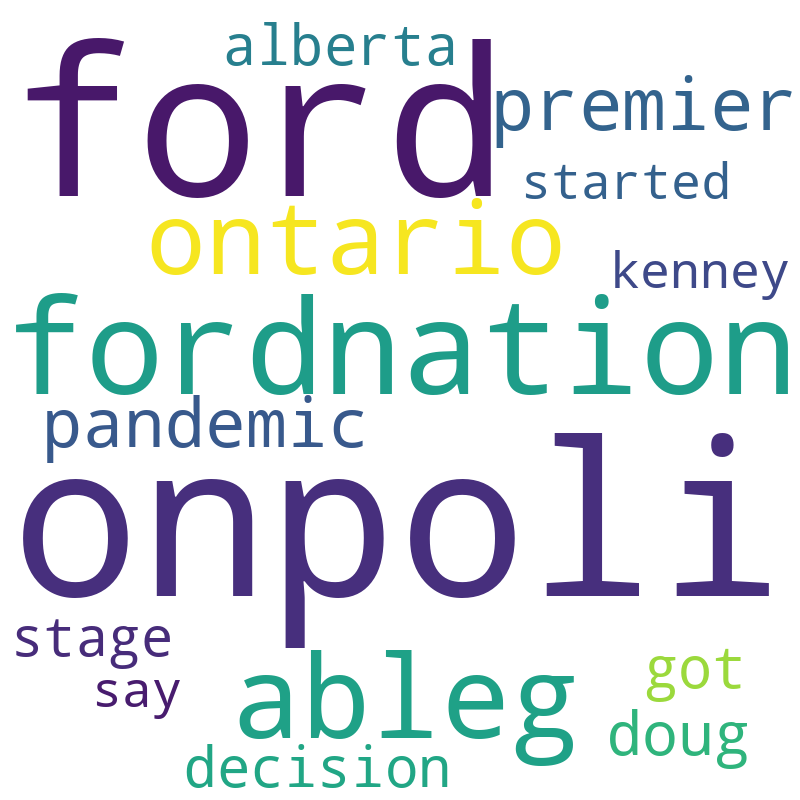 alberta
ford
premier
started
ontario
kenney
fordnation
pandemic
onpoli
stage
say
ableg
got
doug
decision